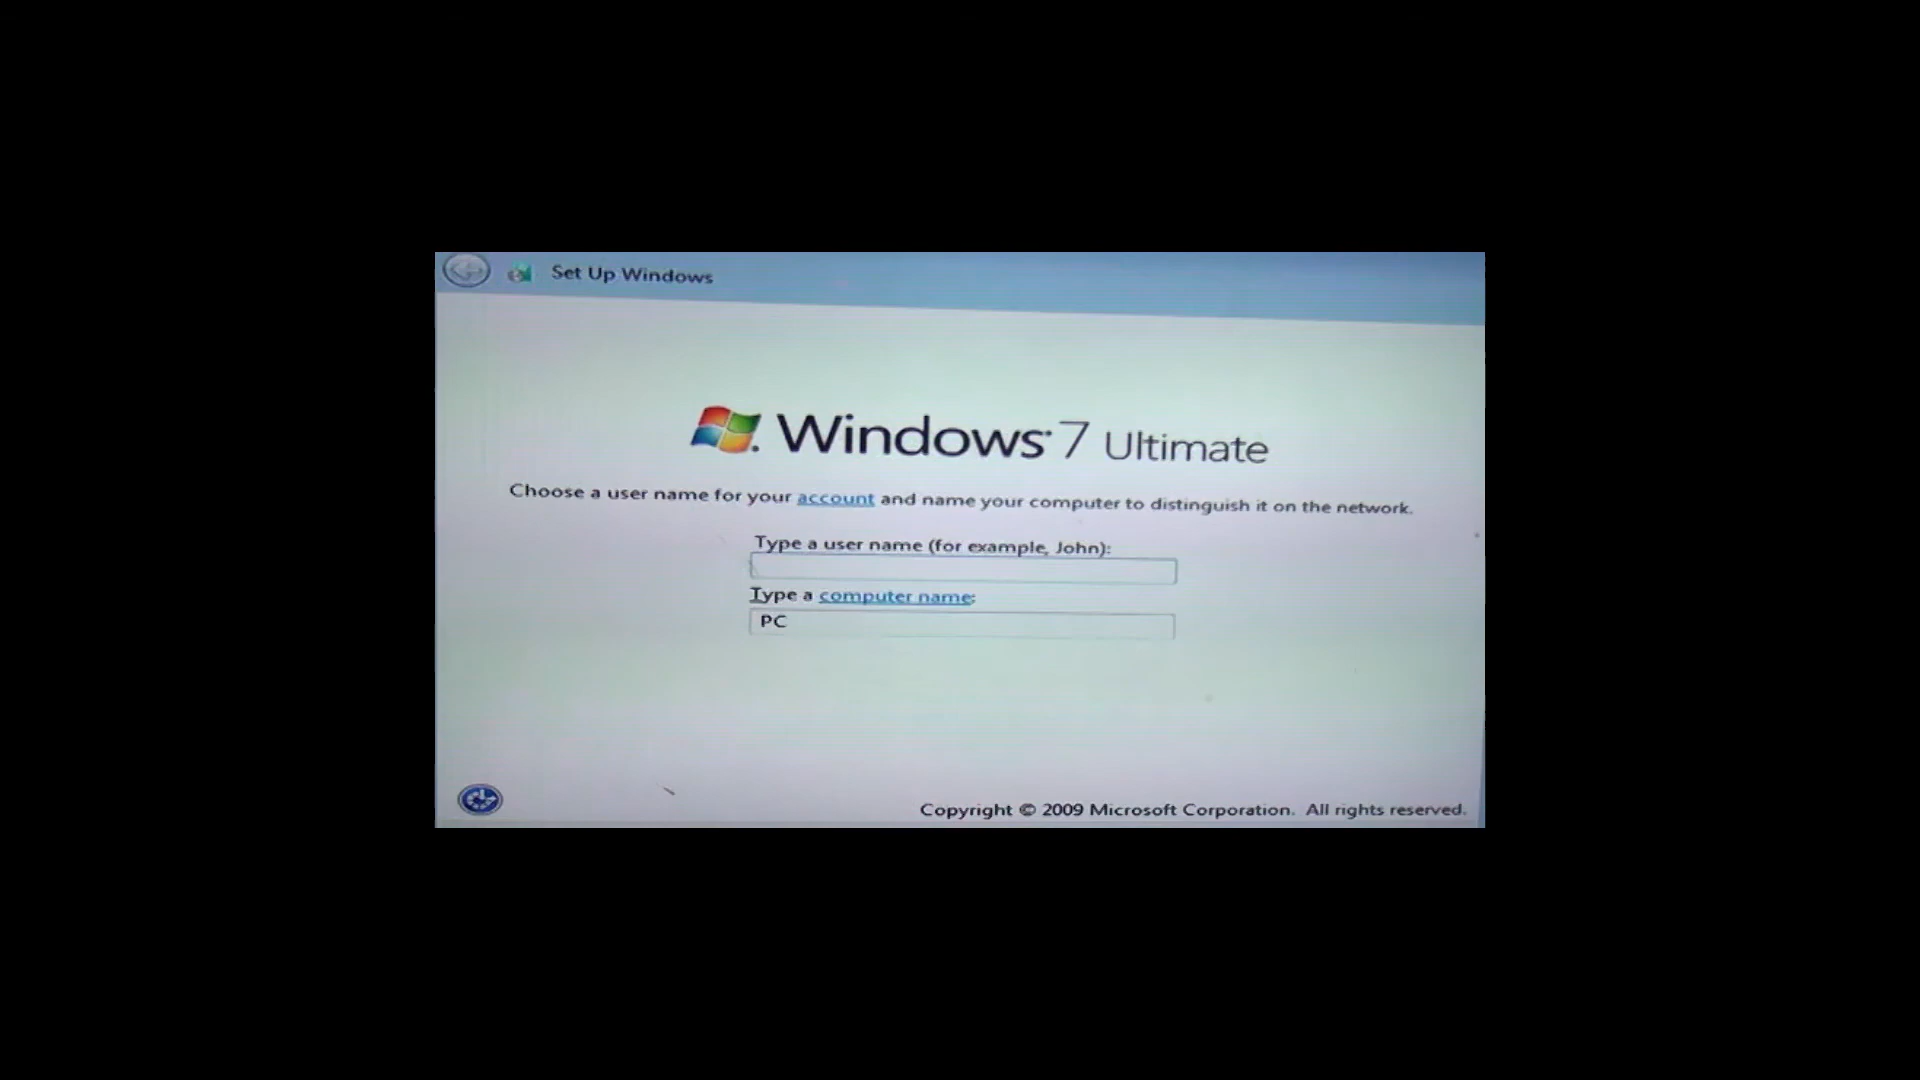 Set Up Windows
Windows 7 Ultimate
Choose a user name for your account and name your computer to distinguish it on the network.
Type a user name (for example, John):
Type a computer name:
PC
Copyright © 2009 Microsoft Corporation. All rights reserved.